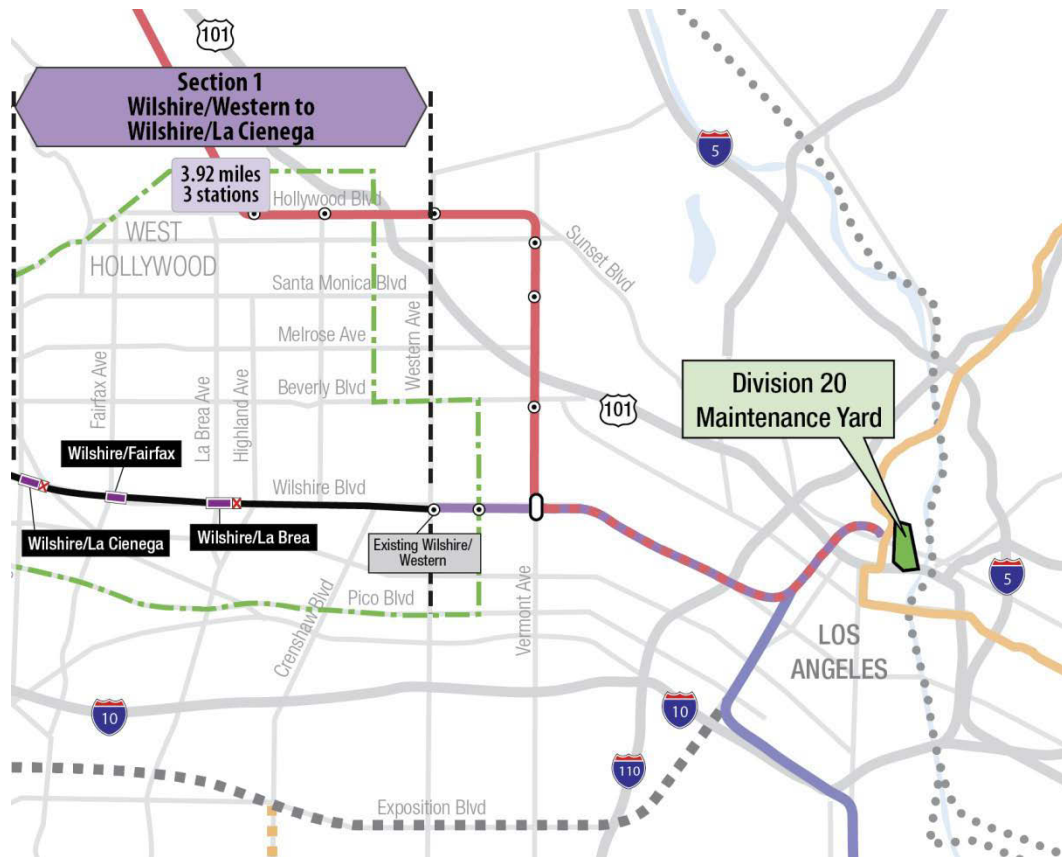 101
Section 1
Wilshire/Western to
Wilshire/La Cienega
3.92 miles
3 stations
Hollywood Blvd
WEST
HOLLYWOOD
Sunset Blvd
5
Santa Monica Blvd
Melrose Ave
Western Ave
Beverly Blvd
Fairfax Ave
La Brea Ave
Highland Ave
101
Division 20
Maintenance Yard
Wilshire/Fairfax
Wilshire Blvd
Wilshire/La Cienega
Wilshire/La Brea
Existing Wilshire/
Western
Vermont Ave
5
Pico Blvd
Crenshaw Blvd
LOS
ANGELES
10
10
110
Exposition Blvd